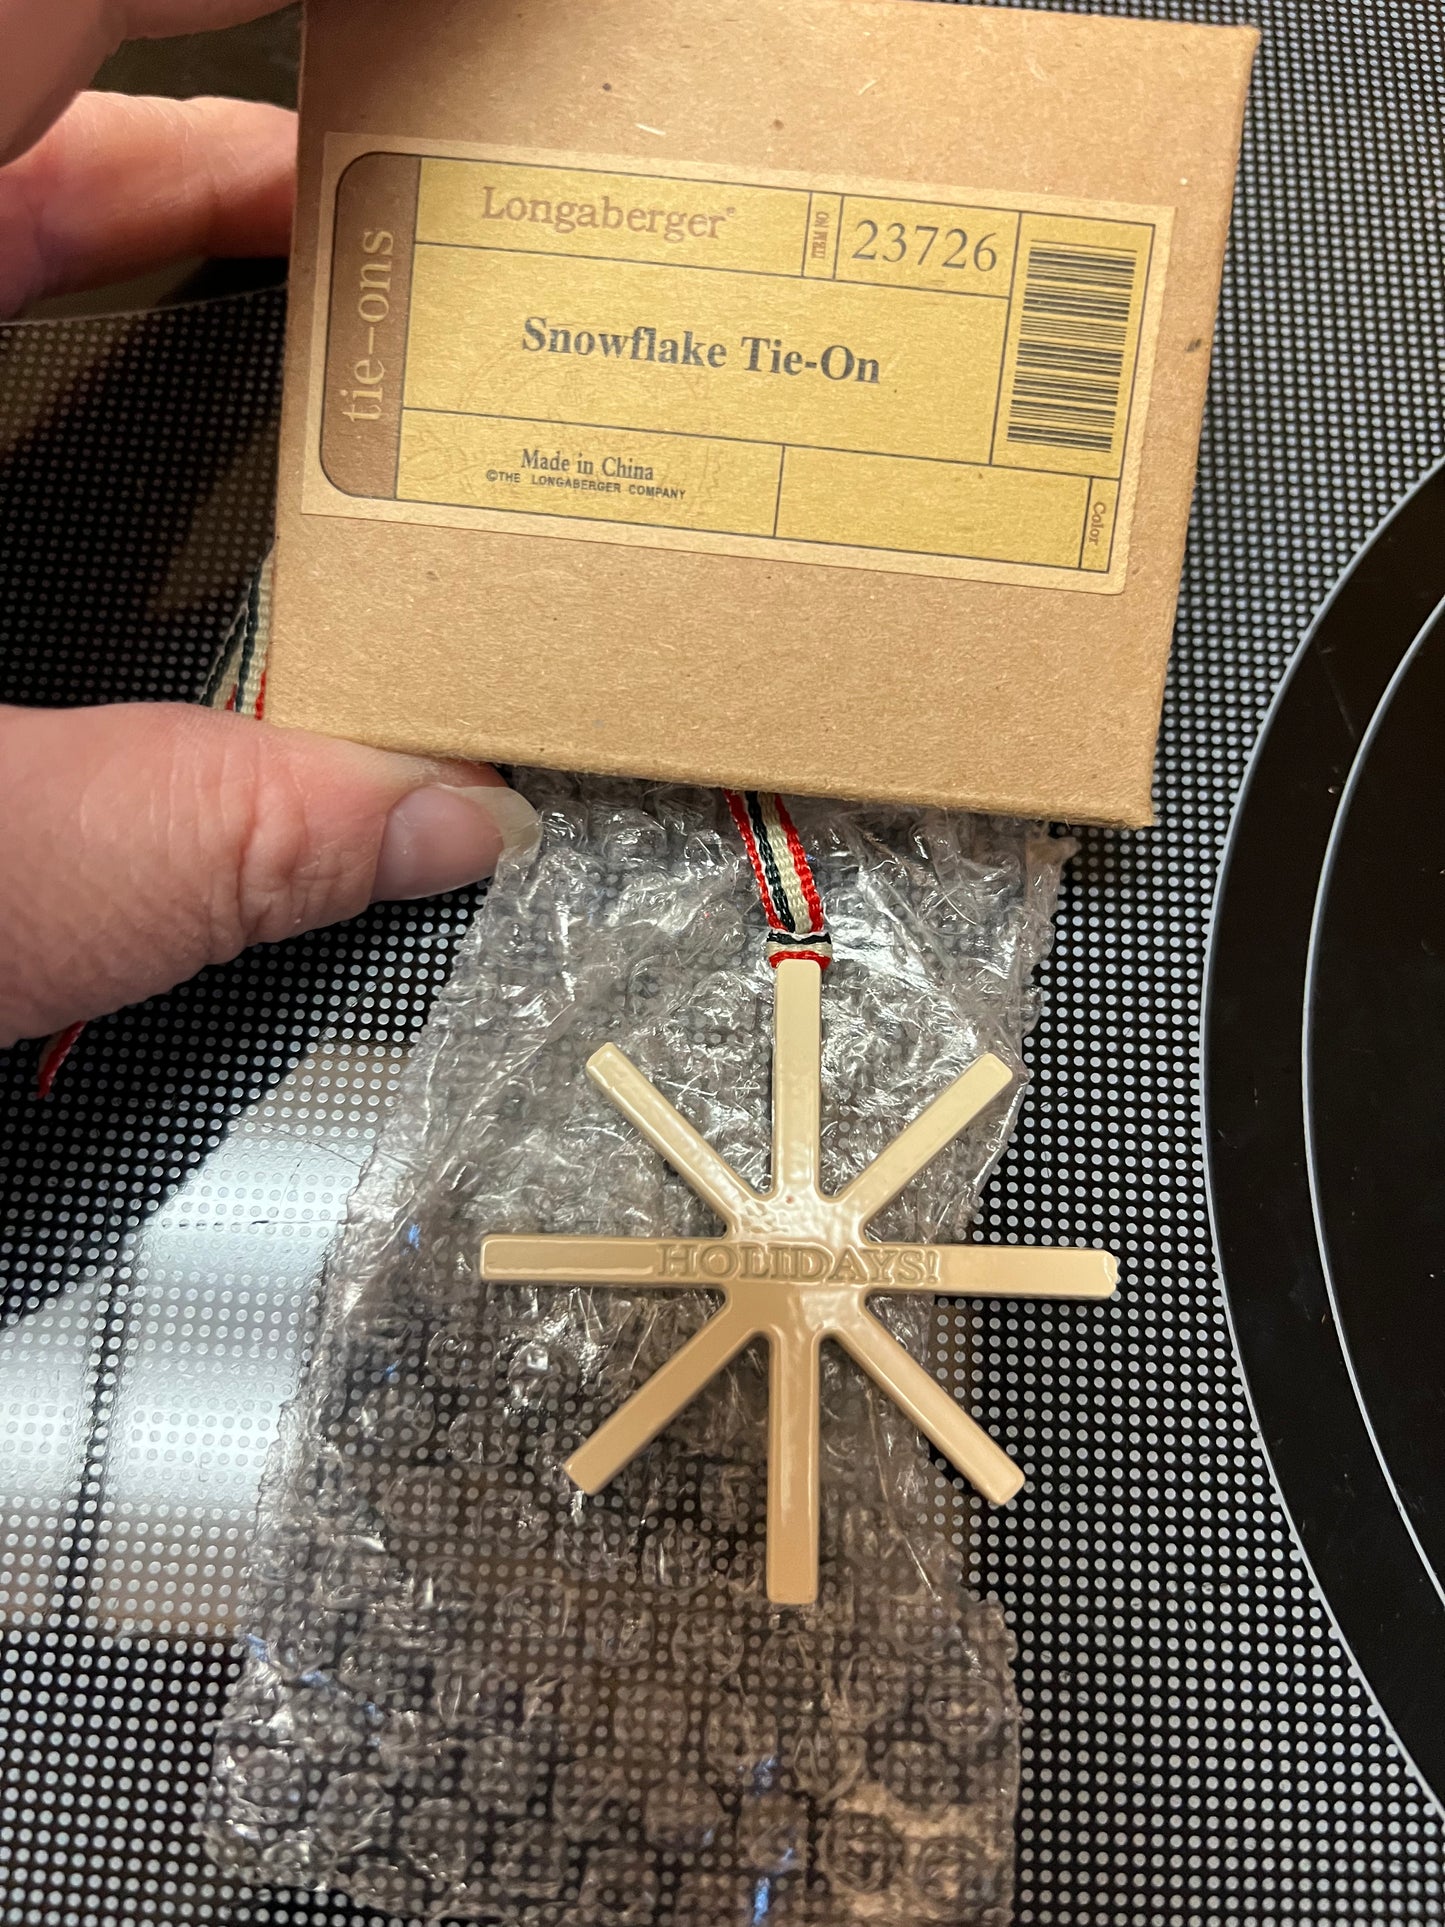 tie-ons
Longaberger®
ITEM NO
23726
Snowflake Tie-On
Made in China
©THE LONGABERGER COMPANY
Color
HOLIDAYS!